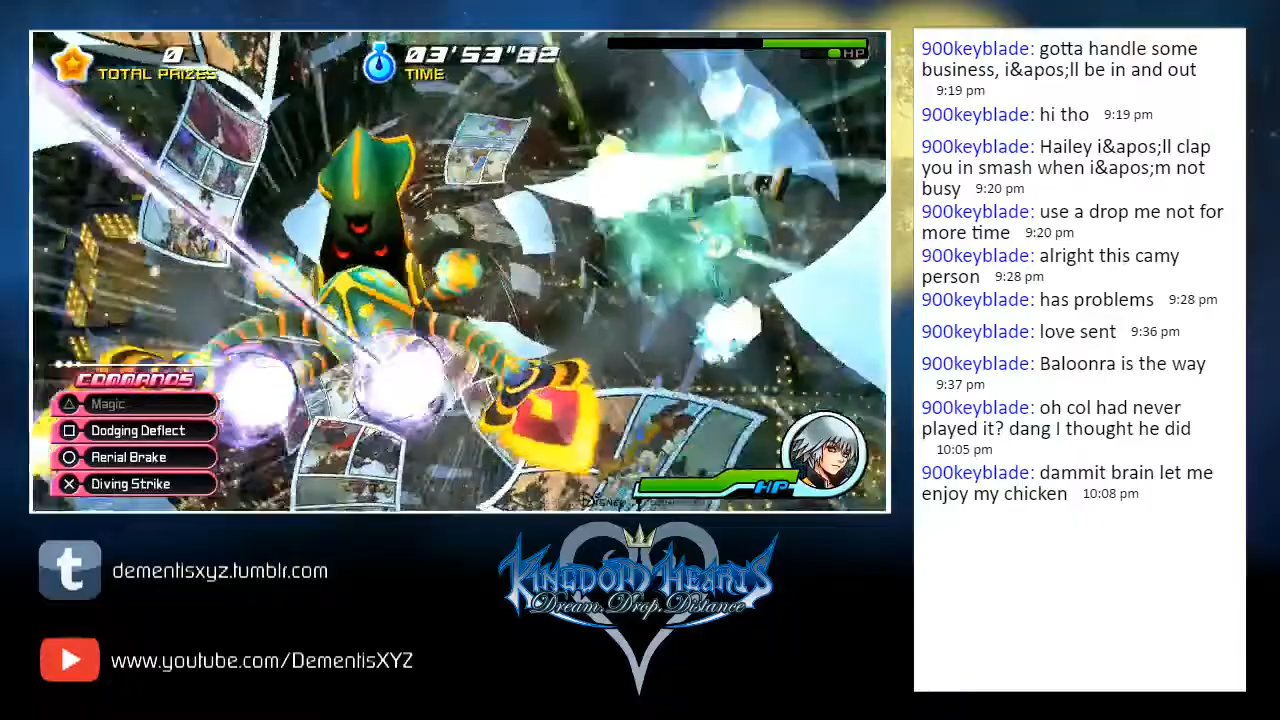 0
TOTAL PRIZES
03'53"82
TIME
HP
COMMANDS
Magic
Dodging Deflect
Aerial Brake
Diving Strike
HP
DISNEY
t dementisxyz.tumblr.com
www.youtube.com/DementisXYZ
KINGDOM HEARTS
Dream.Drop.Distance
900keyblade: gotta handle some
business, i&apos;ll be in and out
9:19 pm
900keyblade: hi tho 9:19 pm
900keyblade: Hailey i&apos;ll clap
you in smash when i&apos;m not
busy 9:20 pm
900keyblade: use a drop me not for
more time 9:20 pm
900keyblade: alright this camy
person 9:28 pm
900keyblade: has problems 9:28 pm
900keyblade: love sent 9:36 pm
900keyblade: Baloonra is the way
9:37 pm
900keyblade: oh col had never
played it? dang I thought he did
10:05 pm
900keyblade: dammit brain let me
enjoy my chicken 10:08 pm